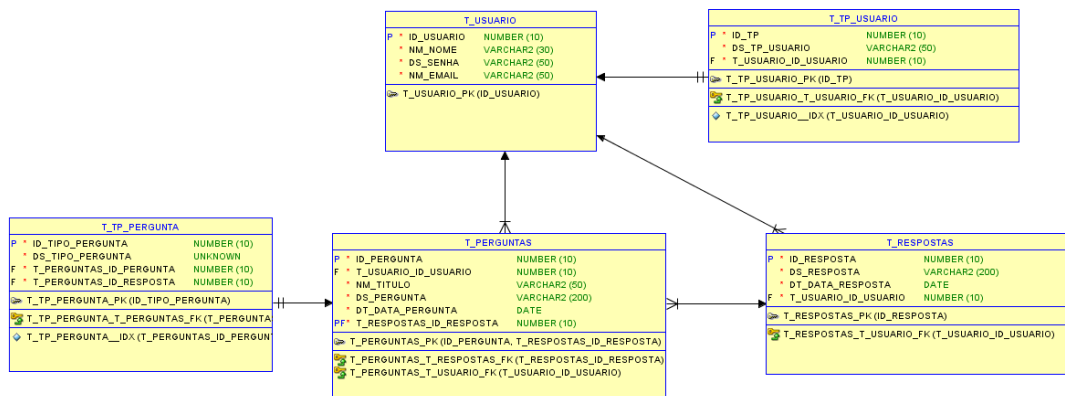 T_USUARIO
P * ID_USUARIO NUMBER (10)
* NM_NOME VARCHAR2 (30)
* DS_SENHA VARCHAR2 (50)
* NM_EMAIL VARCHAR2 (50)
T_USUARIO_PK (ID_USUARIO)
T_TP_USUARIO
P * ID_TP NUMBER (10)
* DS_TP_USUARIO VARCHAR2 (50)
F * T_USUARIO_ID_USUARIO NUMBER (10)
T_TP_USUARIO_PK (ID_TP)
T_TP_USUARIO_T_USUARIO_FK (T_USUARIO_ID_USUARIO)
T_TP_USUARIO__IDX (T_USUARIO_ID_USUARIO)
T_TP_PERGUNTA
P * ID_TIPO_PERGUNTA NUMBER (10)
* DS_TIPO_PERGUNTA UNKNOWN
F * T_PERGUNTAS_ID_PERGUNTA NUMBER (10)
F * T_PERGUNTAS_ID_RESPOSTA NUMBER (10)
T_TP_PERGUNTA_PK (ID_TIPO_PERGUNTA)
T_TP_PERGUNTA_T_PERGUNTAS_FK (T_PERGUNTA
T_TP_PERGUNTA__IDX (T_PERGUNTAS_ID_PERGUN
T_PERGUNTAS
P * ID_PERGUNTA NUMBER (10)
F * T_USUARIO_ID_USUARIO NUMBER (10)
* NM_TITULO VARCHAR2 (50)
* DS_PERGUNTA VARCHAR2 (200)
* DT_DATA_PERGUNTA DATE
PF* T_RESPOSTAS_ID_RESPOSTA NUMBER (10)
T_PERGUNTAS_PK (ID_PERGUNTA, T_RESPOSTAS_ID_RESPOSTA)
T_PERGUNTAS_T_RESPOSTAS_FK (T_RESPOSTAS_ID_RESPOSTA)
T_PERGUNTAS_T_USUARIO_FK (T_USUARIO_ID_USUARIO)
T_RESPOSTAS
P * ID_RESPOSTA NUMBER (10)
* DS_RESPOSTA VARCHAR2 (200)
* DT_DATA_RESPOSTA DATE
F * T_USUARIO_ID_USUARIO NUMBER (10)
T_RESPOSTAS_PK (ID_RESPOSTA)
T_RESPOSTAS_T_USUARIO_FK (T_USUARIO_ID_USUARIO)